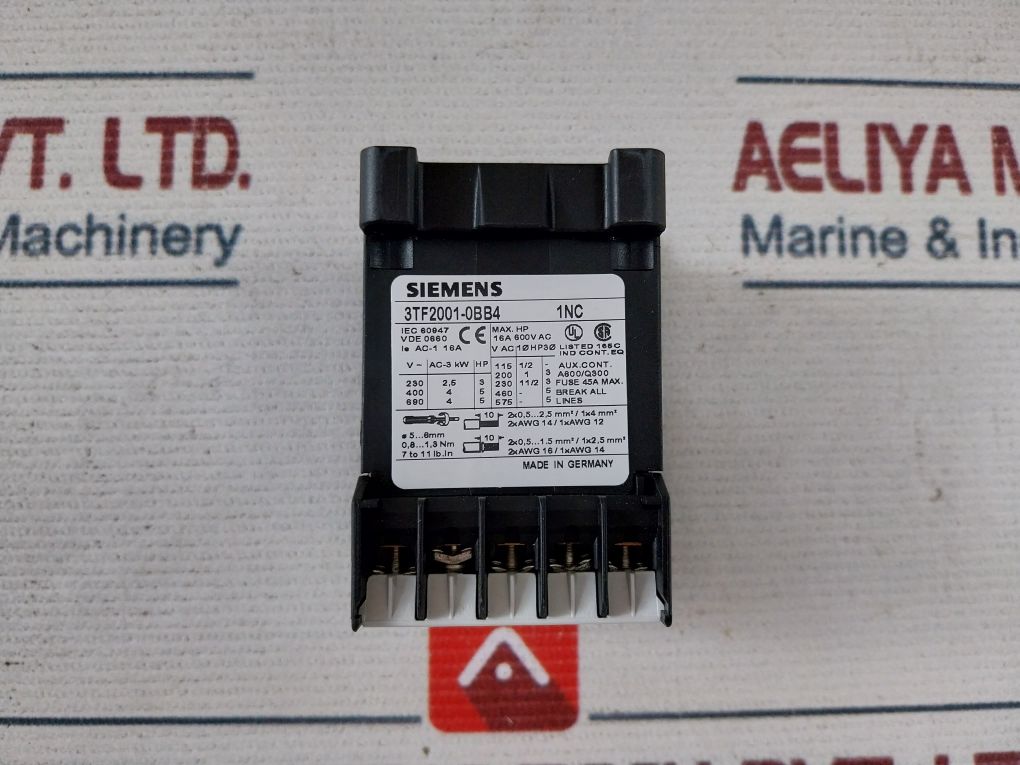 VT. LTD.
Machinery
AELIYA M
Marine & In
SIEMENS
3TF2001-0BB4 1NC
IEC 60947
VDE 0660 CE
Ie AC-1 16A
MAX. HP
16A 600V AC
V AC 1Ø HP 3Ø
UL SA
LISTED 165C
IND CONT. EQ
V ~ AC-3 kW HP
230 2,5 3
400 4 5
690 4 5
115 1/2 -
200 1 3
230 11/2 3
460 - 5
575- 5
AUX.CONT.
A600/Q300
FUSE 45A MAX.
BREAK ALL
LINES
ø 5...6mm
0,8...1,3 Nm
7 to 11 lb.in
10 2x0,5...2,5 mm² / 1x4 mm²
2xAWG 14 / 1xAWG 12
10 2x0,5...1.5 mm² / 1x2,5 mm²
2xAWG 16 / 1xAWG 14
MADE IN GERMANY